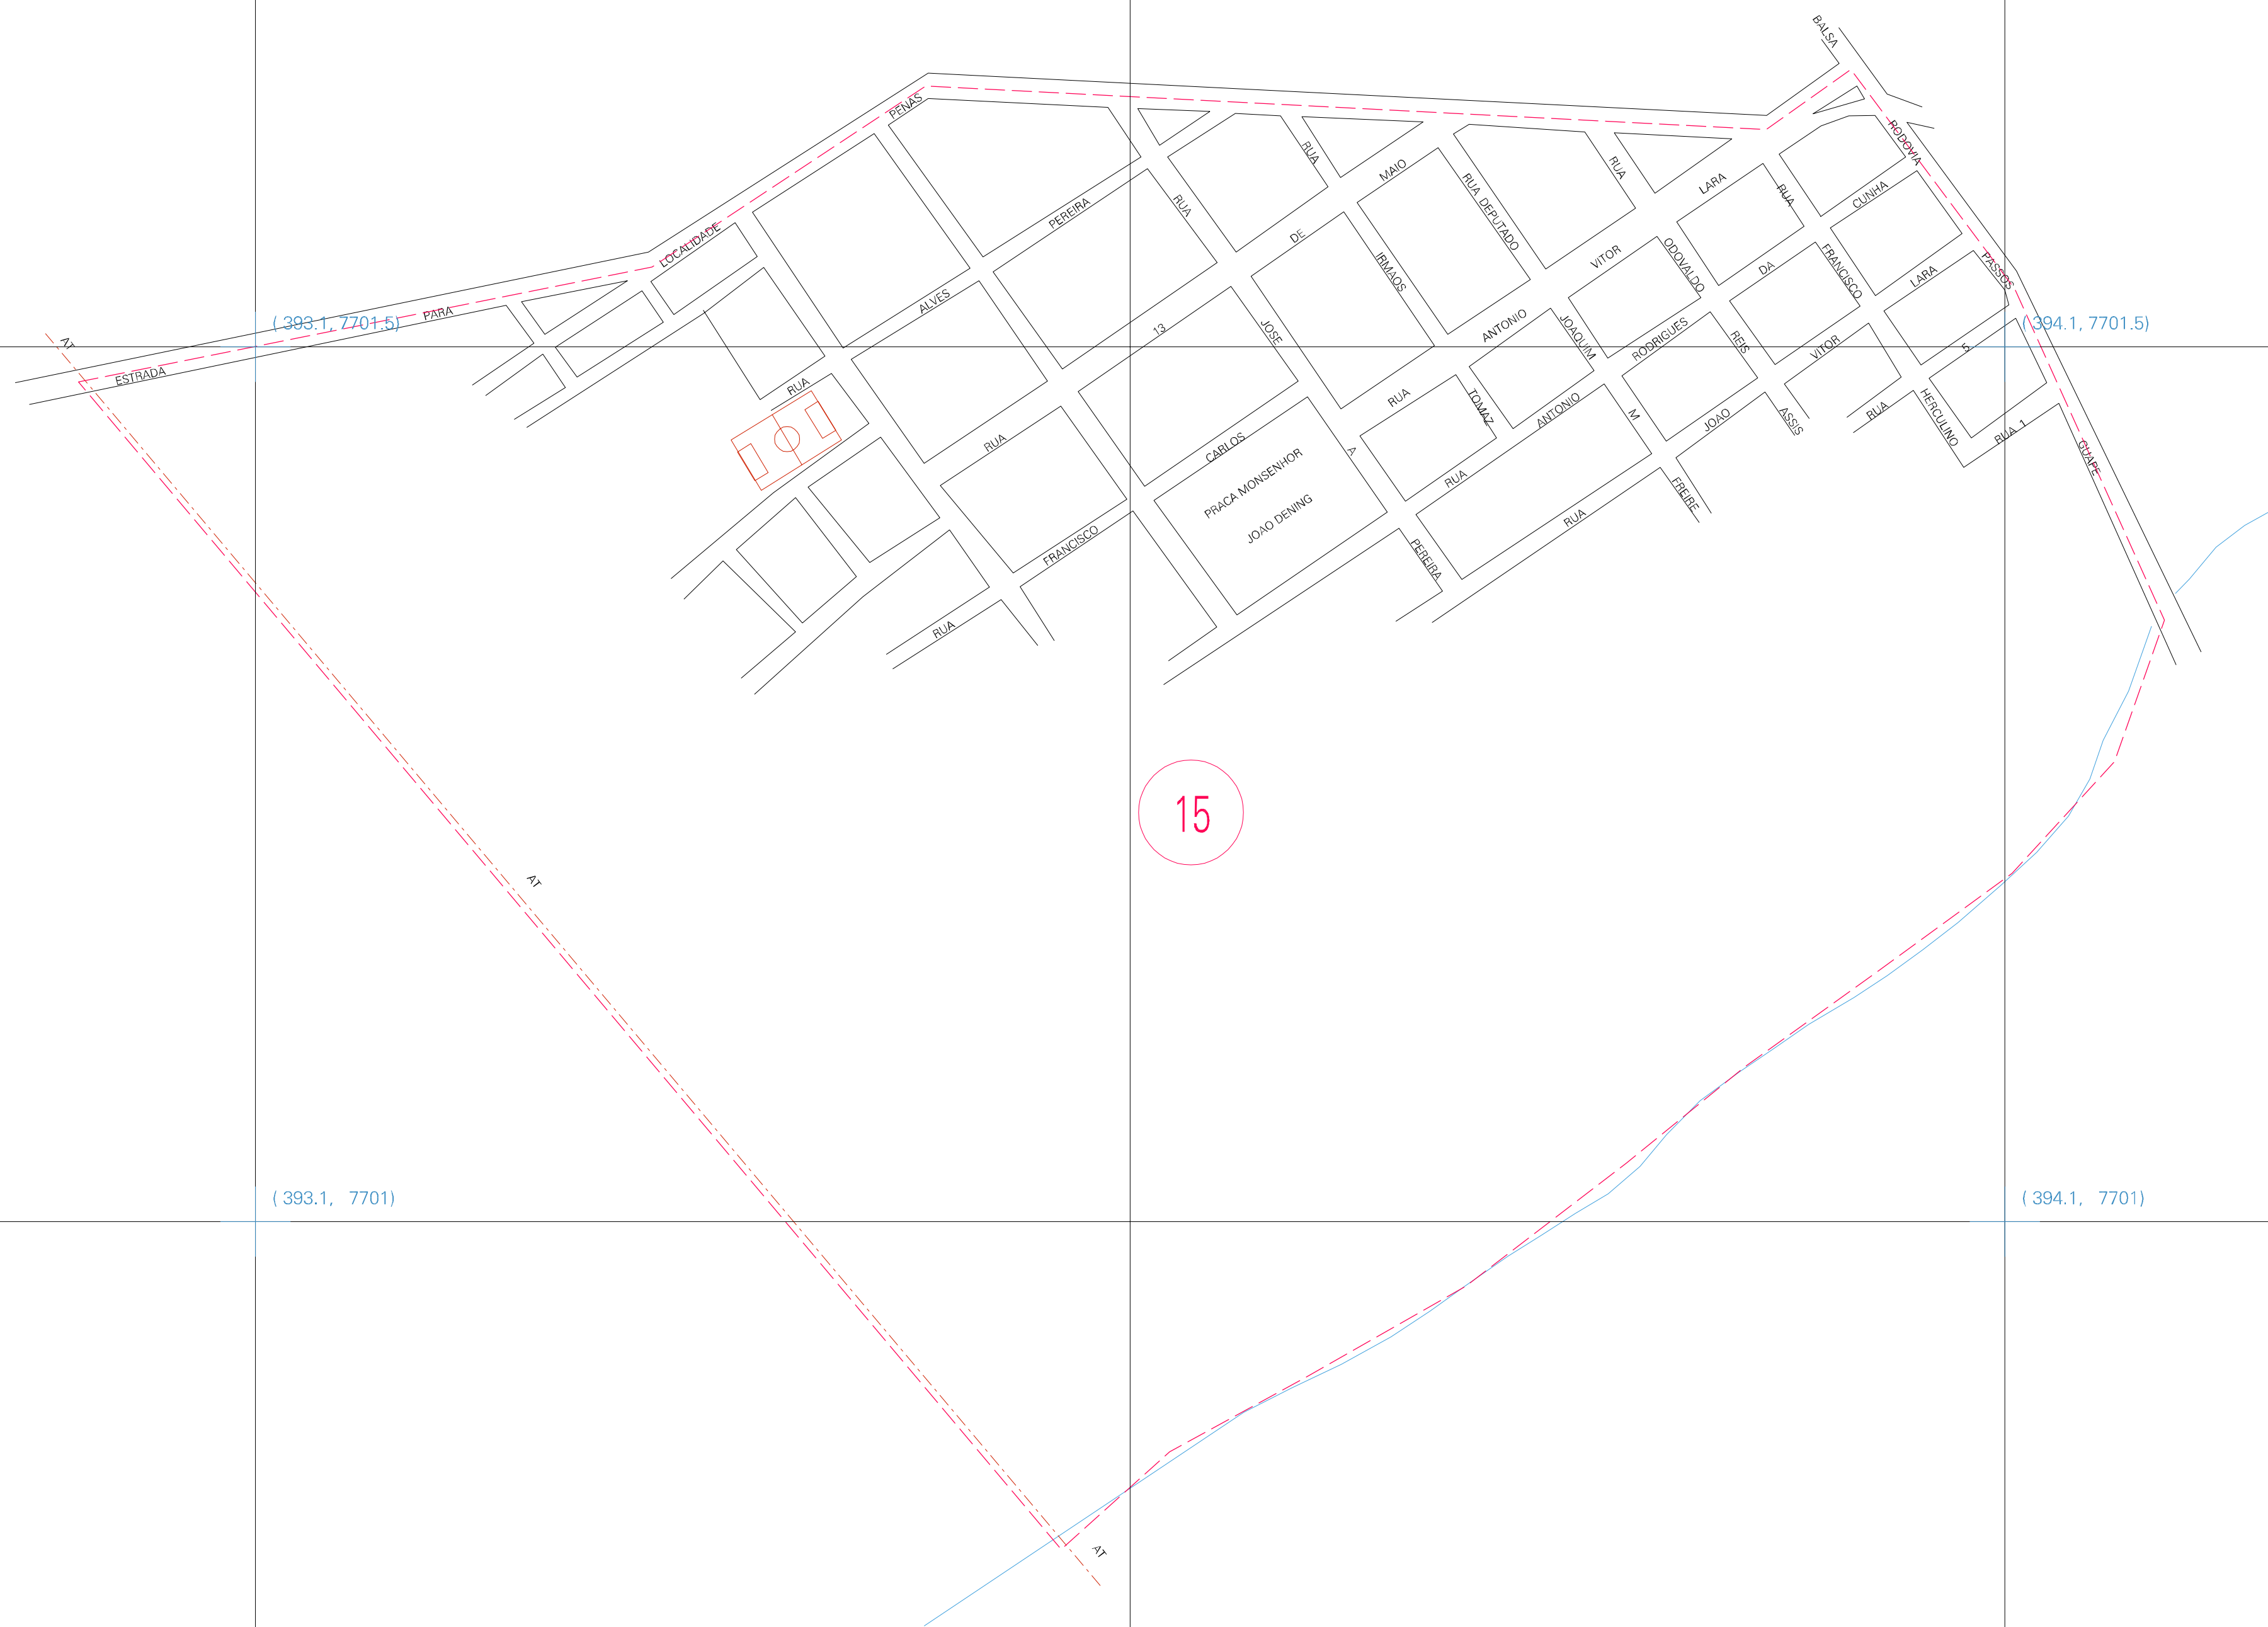 BALSA
PENAS
RODOVIA
RUA
RUA
MAIO
RUA DEPUTADO
LARA
RUA
CUNHA
PEREIRA
RUA
DE
LOCALIDADE
IRMAOS
VITOR
ODOVALDO
DA
FRANCISCO
LARA
PASSOS
ALVES
PARA
( 393.1, 7701.5)
13
JOSE
ANTONIO
JOAQUIM
RODRIGUES
REIS
VITOR
5
( 394.1, 7701.5)
AT
ESTRADA
RUA
RUA
TOMAZ
ANTONIO
M
JOAO
ASSIS
RUA
HERCULINO
RUA 1
GUAPE
RUA
CARLOS
A
PRACA MONSENHOR
JOAO DENING
RUA
FREIRE
RUA
FRANCISCO
PEREIRA
RUA
15
AT
( 393.1, 7701)
( 394.1, 7701)
AT